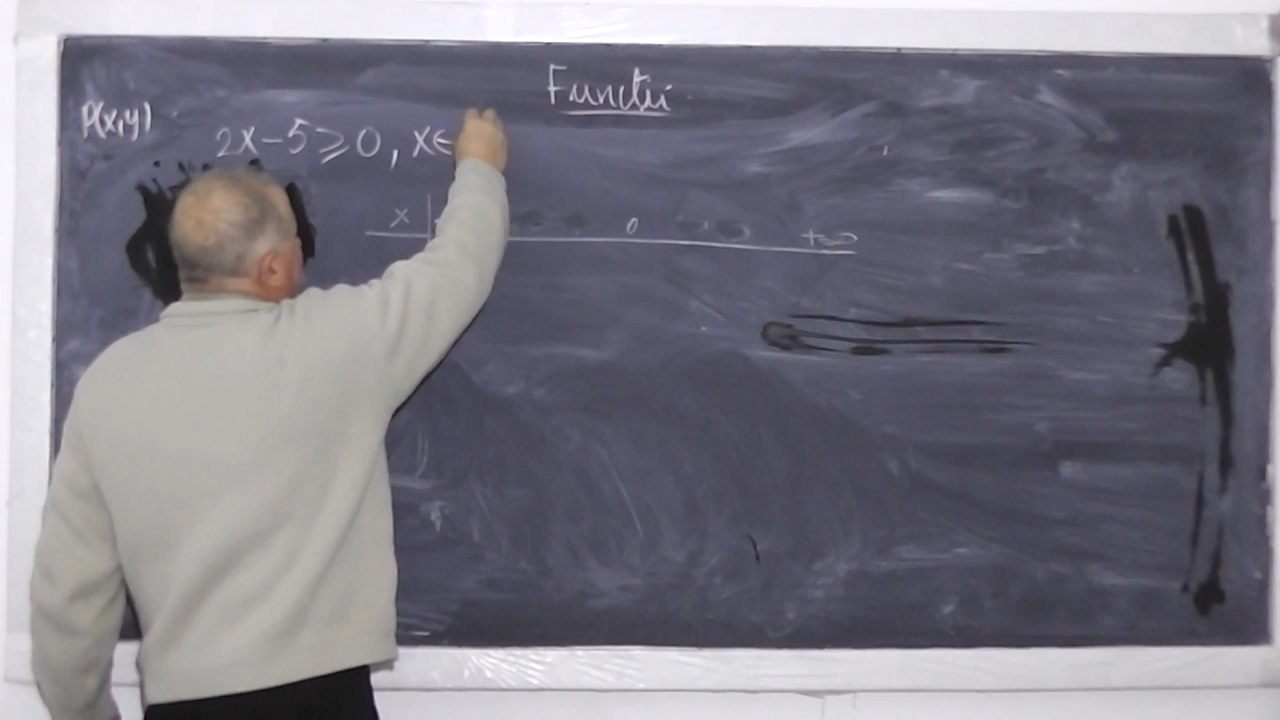 Functii
P(x,y)
2x-5⩾0, x∈
x 0 +∞